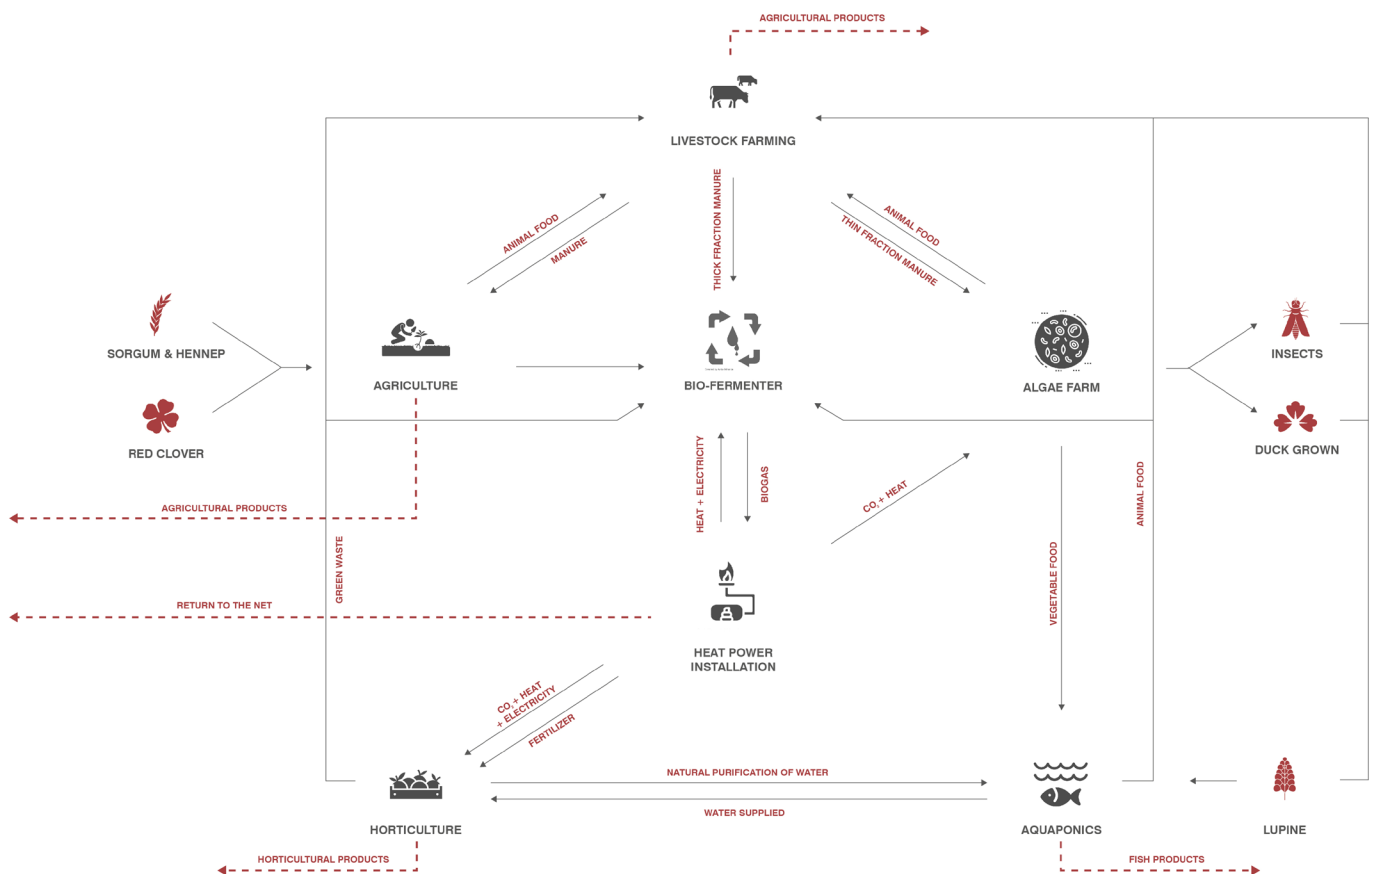 AGRICULTURAL PRODUCTS
LIVESTOCK FARMING
THICK FRACTION MANURE
ANIMAL FOOD
MANURE
ANIMAL FOOD
THIN FRACTION MANURE
SORGUM & HENNEP
RED CLOVER
AGRICULTURE
BIO-FERMENTER
ALGAE FARM
INSECTS
DUCK GROWN
AGRICULTURAL PRODUCTS
HEAT + ELECTRICITY
BIOGAS
CO₂ + HEAT
ANIMAL FOOD
GREEN WASTE
VEGETABLE FOOD
RETURN TO THE NET
HEAT POWER
INSTALLATION
CO₂ + HEAT
+ ELECTRICITY
FERTILIZER
NATURAL PURIFICATION OF WATER
WATER SUPPLIED
HORTICULTURE
AQUAPONICS
LUPINE
HORTICULTURAL PRODUCTS
FISH PRODUCTS